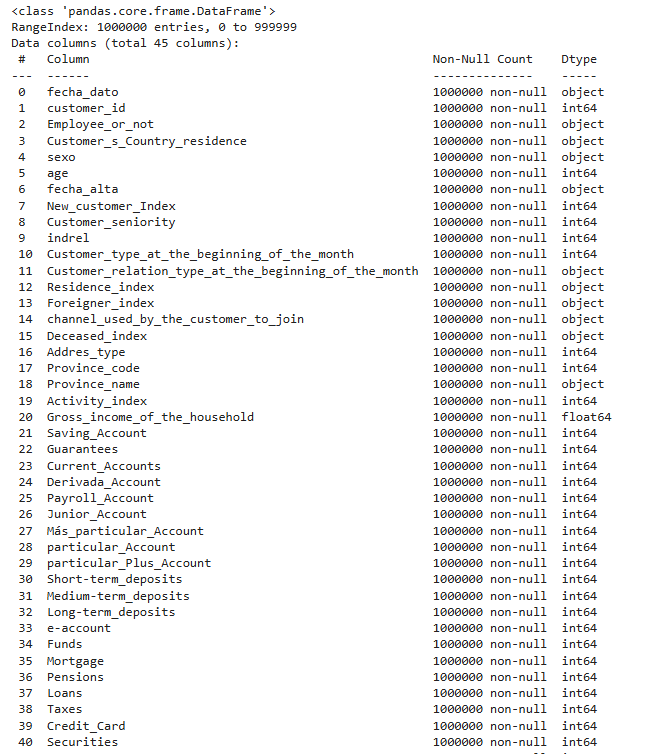 <class 'pandas.core.frame.DataFrame'>
RangeIndex: 1000000 entries, 0 to 999999
Data columns (total 45 columns):
 #   Column                                             Non-Null Count    Dtype
---  ------                                             --------------    -----
 0   fecha_dato                                         1000000 non-null  object
 1   customer_id                                        1000000 non-null  int64
 2   Employee_or_not                                    1000000 non-null  object
 3   Customer_s_Country_residence                       1000000 non-null  object
 4   sexo                                               1000000 non-null  object
 5   age                                                1000000 non-null  int64
 6   fecha_alta                                         1000000 non-null  object
 7   New_customer_Index                                 1000000 non-null  int64
 8   Customer_seniority                                 1000000 non-null  int64
 9   indrel                                             1000000 non-null  int64
 10  Customer_type_at_the_beginning_of_the_month        1000000 non-null  int64
 11  Customer_relation_type_at_the_beginning_of_the_month  1000000 non-null  object
 12  Residence_index                                    1000000 non-null  object
 13  Foreigner_index                                    1000000 non-null  object
 14  channel_used_by_the_customer_to_join               1000000 non-null  object
 15  Deceased_index                                     1000000 non-null  object
 16  Addres_type                                        1000000 non-null  int64
 17  Province_code                                      1000000 non-null  int64
 18  Province_name                                      1000000 non-null  object
 19  Activity_index                                     1000000 non-null  int64
 20  Gross_income_of_the_household                      1000000 non-null  float64
 21  Saving_Account                                     1000000 non-null  int64
 22  Guarantees                                         1000000 non-null  int64
 23  Current_Accounts                                   1000000 non-null  int64
 24  Derivada_Account                                   1000000 non-null  int64
 25  Payroll_Account                                    1000000 non-null  int64
 26  Junior_Account                                     1000000 non-null  int64
 27  Más_particular_Account                             1000000 non-null  int64
 28  particular_Account                                 1000000 non-null  int64
 29  particular_Plus_Account                            1000000 non-null  int64
 30  Short-term_deposits                                1000000 non-null  int64
 31  Medium-term_deposits                               1000000 non-null  int64
 32  Long-term_deposits                                 1000000 non-null  int64
 33  e-account                                          1000000 non-null  int64
 34  Funds                                              1000000 non-null  int64
 35  Mortgage                                           1000000 non-null  int64
 36  Pensions                                           1000000 non-null  int64
 37  Loans                                              1000000 non-null  int64
 38  Taxes                                              1000000 non-null  int64
 39  Credit_Card                                        1000000 non-null  int64
 40  Securities                                         1000000 non-null  int64